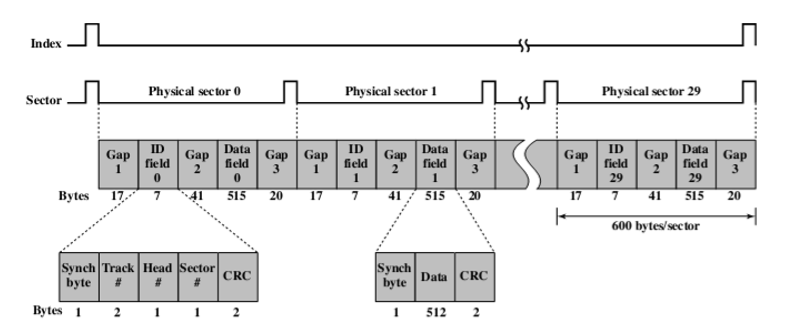 Index
Sector
Physical sector 0 Physical sector 1 Physical sector 29
Gap 1 ID field 0 Gap 2 Data field 0 Gap 3 Gap 1 ID field 1 Gap 2 Data field 1 Gap 3 Gap 1 ID field 29 Gap 2 Data field 29 Gap 3
Bytes 17 7 41 515 20 17 7 41 515 20 17 7 41 515 20
600 bytes/sector
Synch byte Track # Head # Sector # CRC Synch byte Data CRC
Bytes 1 2 1 1 2 1 512 2